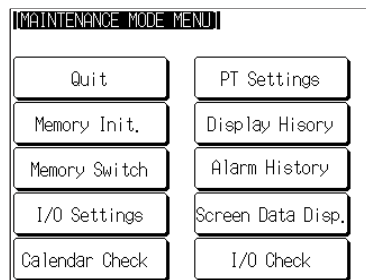 [MAINTENANCE MODE MENU]
Quit
PT Settings
Memory Init.
Display Hisory
Memory Switch
Alarm History
I/O Settings
Screen Data Disp.
Calendar Check
I/O Check